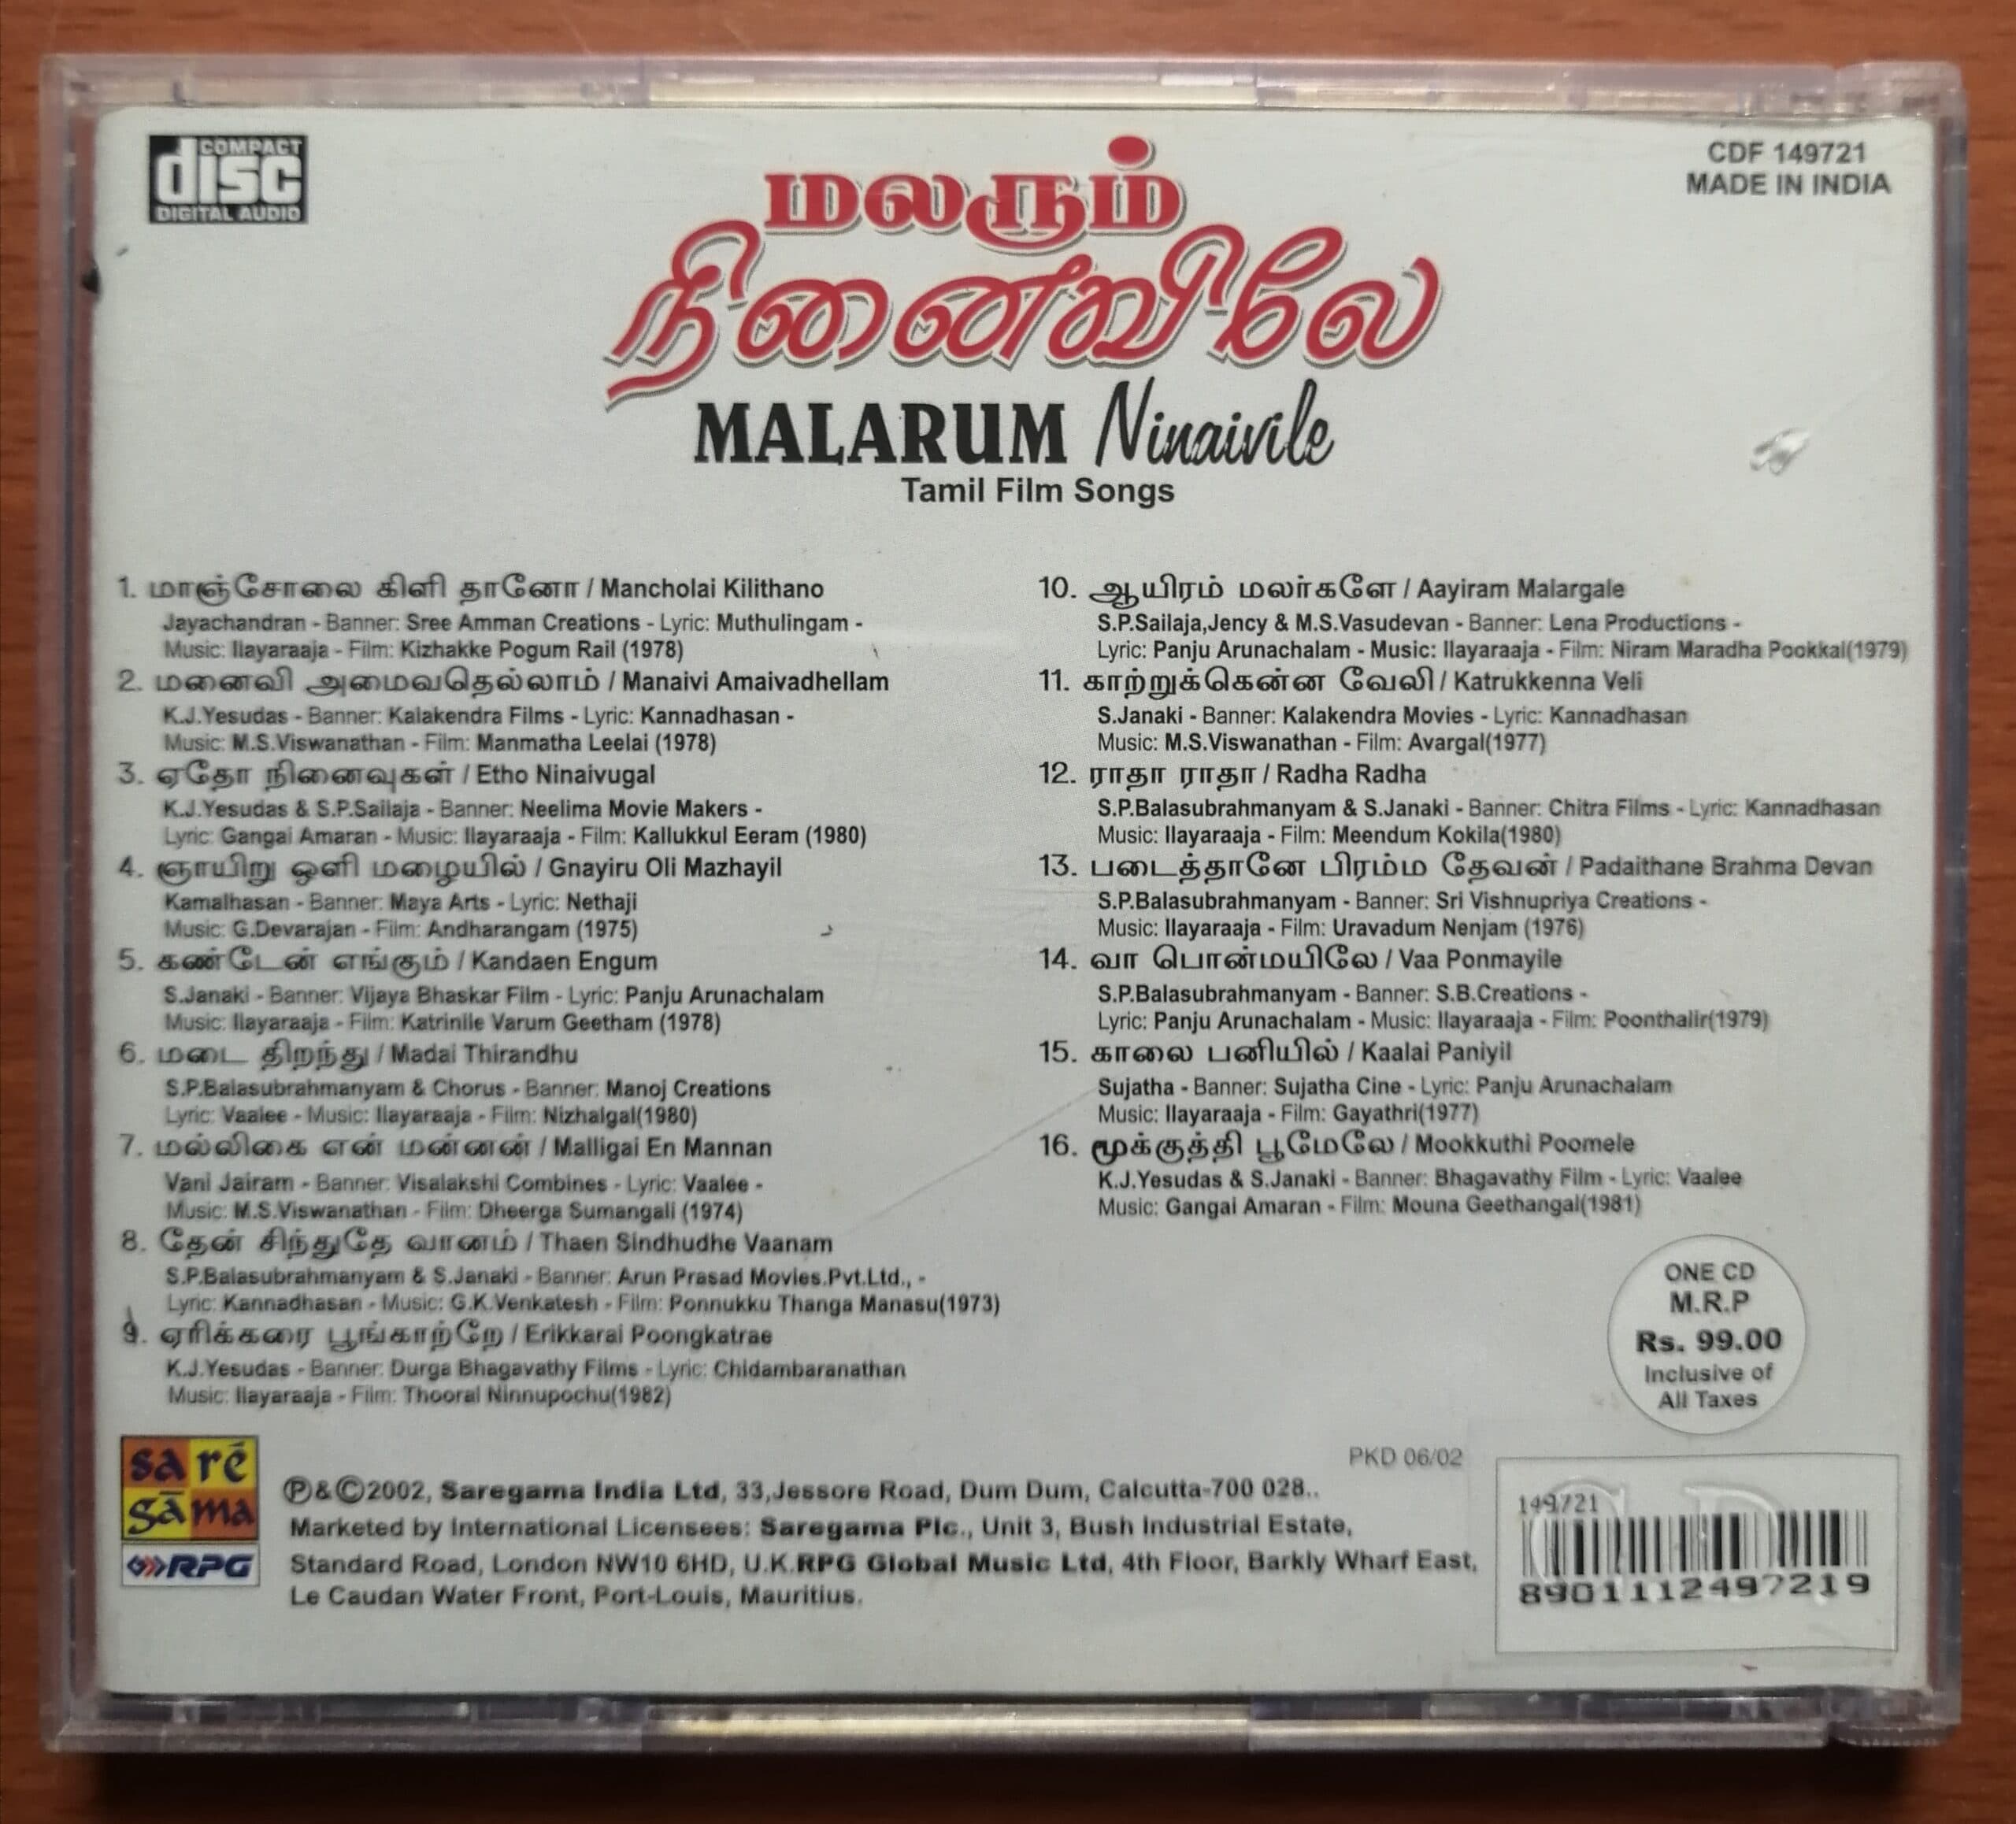 COMPACT
disc
DIGITAL AUDIO
CDF 149721
MADE IN INDIA
மலரும்
நினைவிலே
MALARUM Ninaivile
Tamil Film Songs
1. மாஞ்சோலை கிளி தானோ / Mancholai Kilithano
Jayachandran - Banner: Sree Amman Creations - Lyric: Muthulingam -
Music: Ilayaraaja - Film: Kizhakke Pogum Rail (1978)
2. மனைவி அமைவதெல்லாம் / Manaivi Amaivadhellam
K.J.Yesudas - Banner: Kalakendra Films - Lyric: Kannadhasan -
Music: M.S.Viswanathan - Film: Manmatha Leelai (1978)
3. ஏதோ நினைவுகள் / Etho Ninaivugal
K.J.Yesudas & S.P.Sailaja - Banner: Neelima Movie Makers -
Lyric: Gangai Amaran - Music: Ilayaraaja - Film: Kallukkul Eeram (1980)
4. ஞாயிறு ஒளி மழையில் / Gnayiru Oli Mazhayil
Kamalhasan - Banner: Maya Arts - Lyric: Nethaji
Music: G.Devarajan - Film: Andharangam (1975)
5. கண்டேன் எங்கும் / Kandaen Engum
S.Janaki - Banner: Vijaya Bhaskar Film - Lyric: Panju Arunachalam
Music: Ilayaraaja - Film: Katrinile Varum Geetham (1978)
6. மடை திறந்து / Madai Thirandhu
S.P.Balasubrahmanyam & Chorus - Banner: Manoj Creations
Lyric: Vaalee - Music: Ilayaraaja - Film: Nizhalgal(1980)
7. மல்லிகை என் மன்னன் / Malligai En Mannan
Vani Jairam - Banner: Visalakshi Combines - Lyric: Vaalee -
Music: M.S.Viswanathan - Film: Dheerga Sumangali (1974)
8. தேன் சிந்துதே வானம் / Thaen Sindhudhe Vaanam
S.P.Balasubrahmanyam & S.Janaki - Banner: Arun Prasad Movies.Pvt.Ltd., -
Lyric: Kannadhasan - Music: G.K.Venkatesh - Film: Ponnukku Thanga Manasu(1973)
9. ஏரிக்கரை பூங்காற்றே / Erikkarai Poongkatrae
K.J.Yesudas - Banner: Durga Bhagavathy Films - Lyric: Chidambaranathan
Music: Ilayaraaja - Film: Thooral Ninnupochu(1982)
10. ஆயிரம் மலர்களே / Aayiram Malargale
S.P.Sailaja,Jency & M.S.Vasudevan - Banner: Lena Productions -
Lyric: Panju Arunachalam - Music: Ilayaraaja - Film: Niram Maradha Pookkal(1979)
11. காற்றுக்கென்ன வேலி / Katrukkenna Veli
S.Janaki - Banner: Kalakendra Movies - Lyric: Kannadhasan
Music: M.S.Viswanathan - Film: Avargal(1977)
12. ராதா ராதா / Radha Radha
S.P.Balasubrahmanyam & S.Janaki - Banner: Chitra Films - Lyric: Kannadhasan
Music: Ilayaraaja - Film: Meendum Kokila(1980)
13. படைத்தானே பிரம்ம தேவன் / Padaithane Brahma Devan
S.P.Balasubrahmanyam - Banner: Sri Vishnupriya Creations -
Music: Ilayaraaja - Film: Uravadum Nenjam (1976)
14. வா பொன்மயிலே / Vaa Ponmayile
S.P.Balasubrahmanyam - Banner: S.B.Creations -
Lyric: Panju Arunachalam - Music: Ilayaraaja - Film: Poonthalir(1979)
15. காலை பனியில் / Kaalai Paniyil
Sujatha - Banner: Sujatha Cine - Lyric: Panju Arunachalam
Music: Ilayaraaja - Film: Gayathri(1977)
16. மூக்குத்தி பூமேலே / Mookkuthi Poomele
K.J.Yesudas & S.Janaki - Banner: Bhagavathy Film - Lyric: Vaalee
Music: Gangai Amaran - Film: Mouna Geethangal(1981)
ONE CD
M.R.P
Rs. 99.00
Inclusive of
All Taxes
PKD 06/02
sa ré
gāma
RPG
Ⓟ&©2002, Saregama India Ltd, 33,Jessore Road, Dum Dum, Calcutta-700 028..
Marketed by International Licensees: Saregama Plc., Unit 3, Bush Industrial Estate,
Standard Road, London NW10 6HD, U.K.RPG Global Music Ltd, 4th Floor, Barkly Wharf East,
Le Caudan Water Front, Port-Louis, Mauritius.
CD
149721
8901112497219